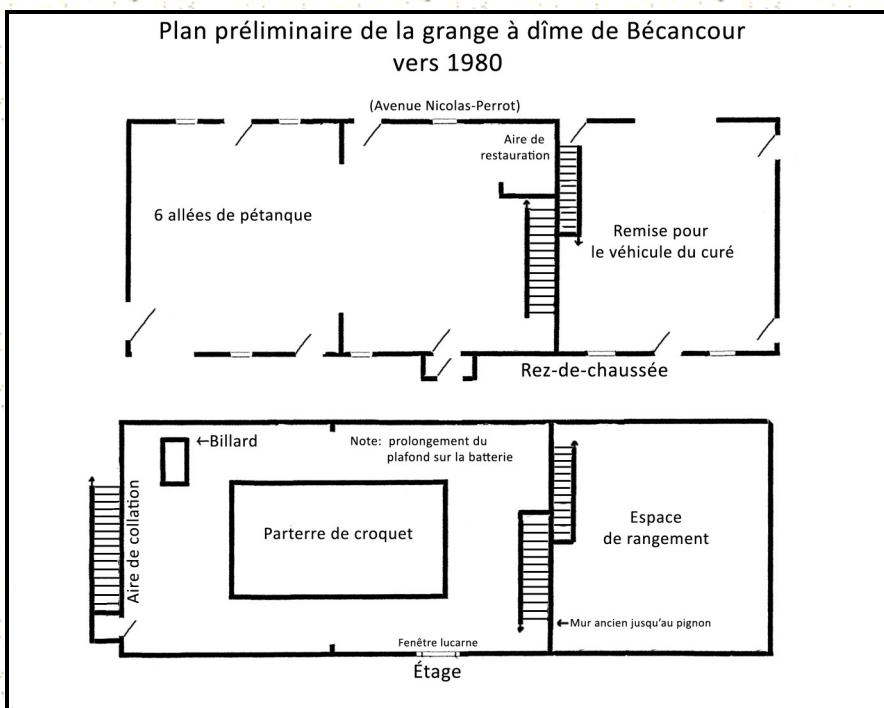 Plan préliminaire de la grange à dîme de Bécancour
vers 1980
(Avenue Nicolas-Perrot)
Aire de
restauration
6 allées de pétanque
Remise pour
le véhicule du curé
Rez-de-chaussée
←Billard
Note: prolongement du
plafond sur la batterie
Aire de collation
Parterre de croquet
Espace
de rangement
←Mur ancien jusqu'au pignon
Fenêtre lucarne
Étage